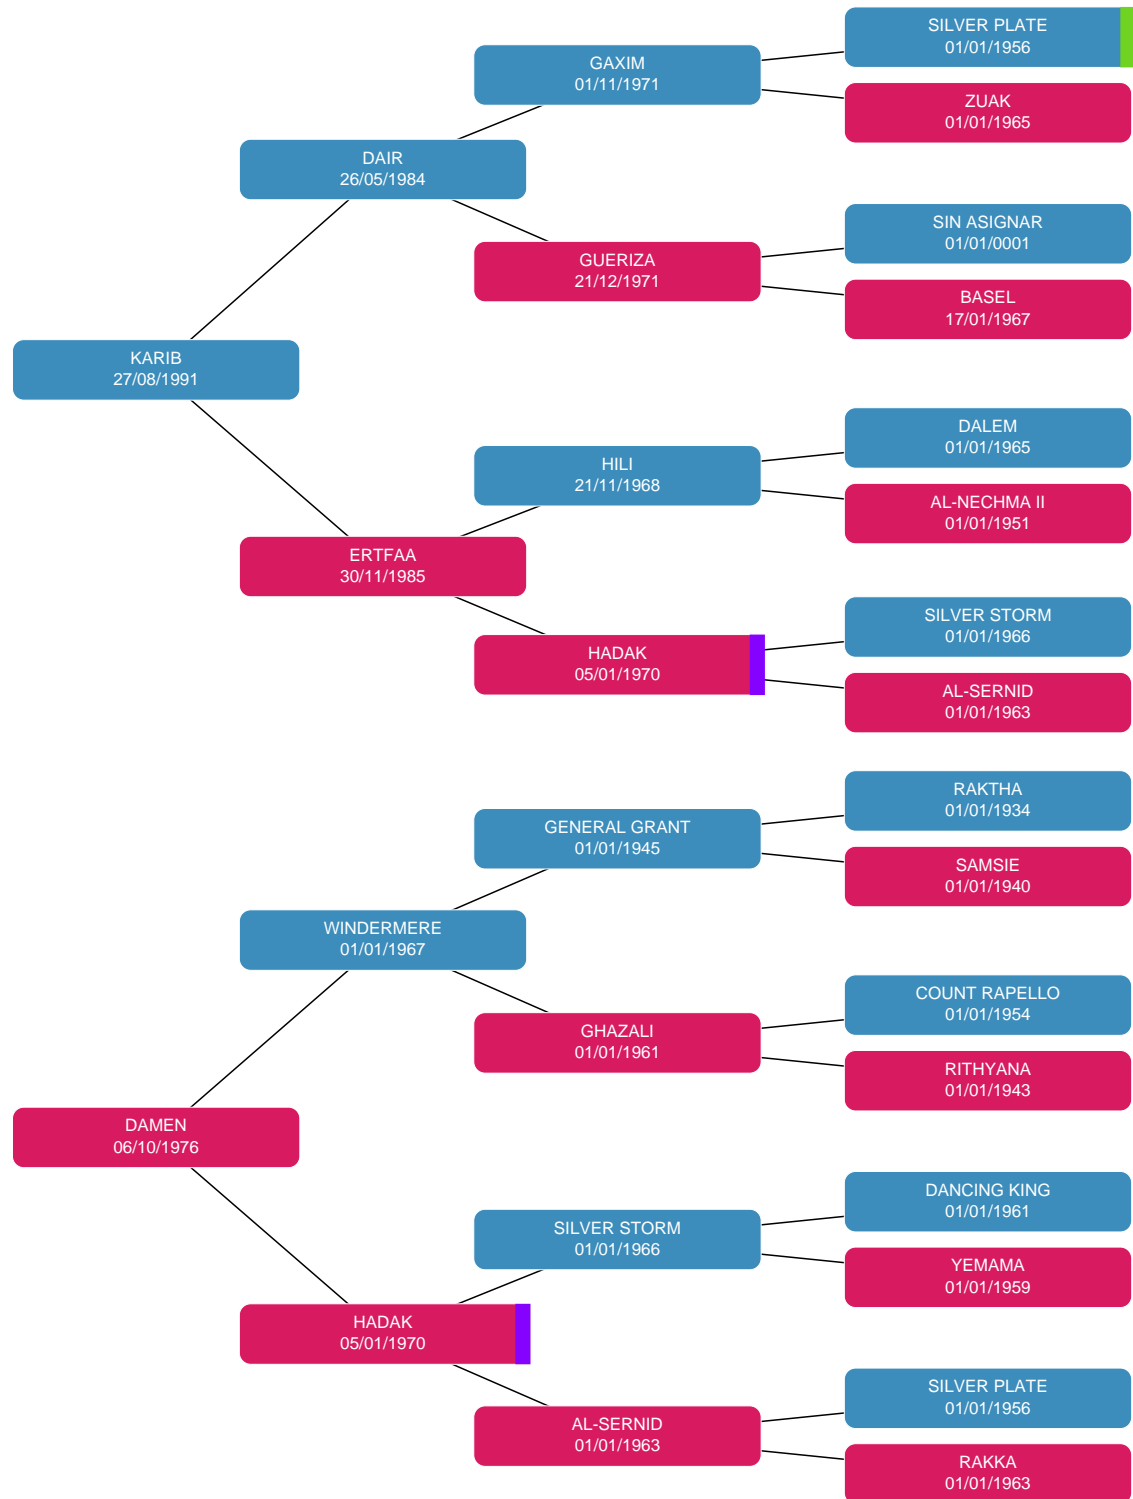 SILVER PLATE
01/01/1956
GAXIM
01/11/1971
ZUAK
01/01/1965
DAIR
26/05/1984
SIN ASIGNAR
01/01/0001
GUERIZA
21/12/1971
BASEL
17/01/1967
KARIB
27/08/1991
DALEM
01/01/1965
HILI
21/11/1968
AL-NECHMA II
01/01/1951
ERTFAA
30/11/1985
SILVER STORM
01/01/1966
HADAK
05/01/1970
AL-SERNID
01/01/1963
RAKTHA
01/01/1934
GENERAL GRANT
01/01/1945
SAMSIE
01/01/1940
WINDERMERE
01/01/1967
COUNT RAPELLO
01/01/1954
GHAZALI
01/01/1961
RITHYANA
01/01/1943
DAMEN
06/10/1976
DANCING KING
01/01/1961
SILVER STORM
01/01/1966
YEMAMA
01/01/1959
HADAK
05/01/1970
SILVER PLATE
01/01/1956
AL-SERNID
01/01/1963
RAKKA
01/01/1963